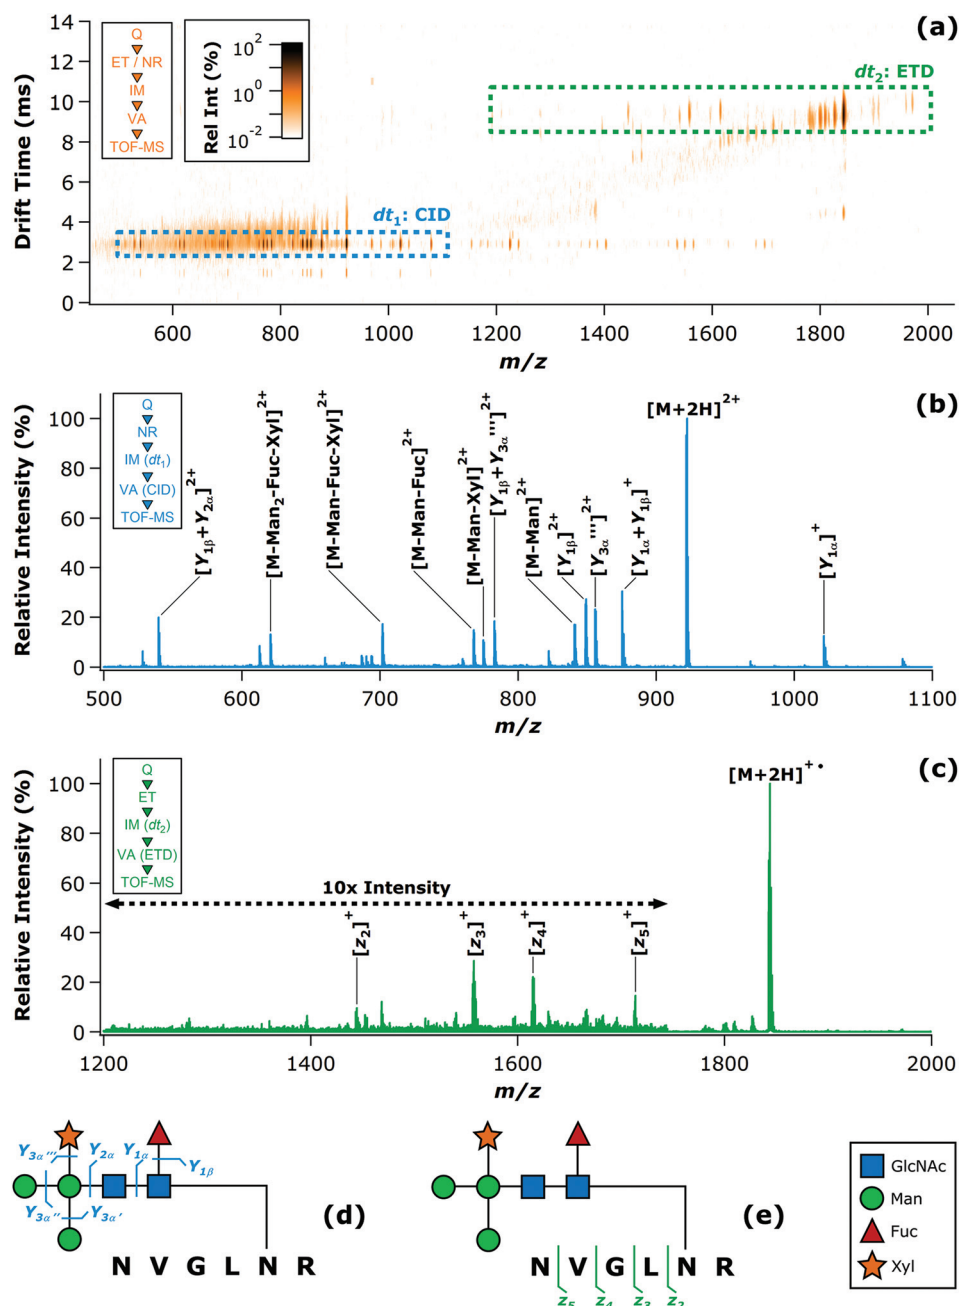 (a)
14
12
10
8
6
4
2
0
Drift Time (ms)
Q
ET / NR
IM
VA
TOF-MS
Rel Int (%)
10^2
10^0
10^-2
dt2: ETD
dt1: CID
600 800 1000 1200 1400 1600 1800 2000
m/z
(b)
100
80
60
40
20
0
Relative Intensity (%)
Q
NR
IM (dt1)
VA (CID)
TOF-MS
[Y1β+Y2α]2+
[M-Man2-Fuc-Xyl]2+
[M-Man-Fuc-Xyl]2+
[M-Man-Fuc]2+
[M-Man-Xyl]2+
[Y1β+Y3α''']2+
[M-Man]2+
[Y1β]2+
[Y3α''']2+
[Y1α+Y1β]+
[M+2H]2+
[Y1α]+
500 600 700 800 900 1000 1100
m/z
(c)
100
80
60
40
20
0
Relative Intensity (%)
Q
ET
IM (dt2)
VA (ETD)
TOF-MS
10x Intensity
[z2]+
[z3]+
[z4]+
[z5]+
[M+2H]+•
1200 1400 1600 1800 2000
m/z
Y3α''' Y2α Y1α Y1β
Y3α'' Y3α'
(d)
N V G L N R
(e)
N V G L N R
z5 z4 z3 z2
GlcNAc
Man
Fuc
Xyl